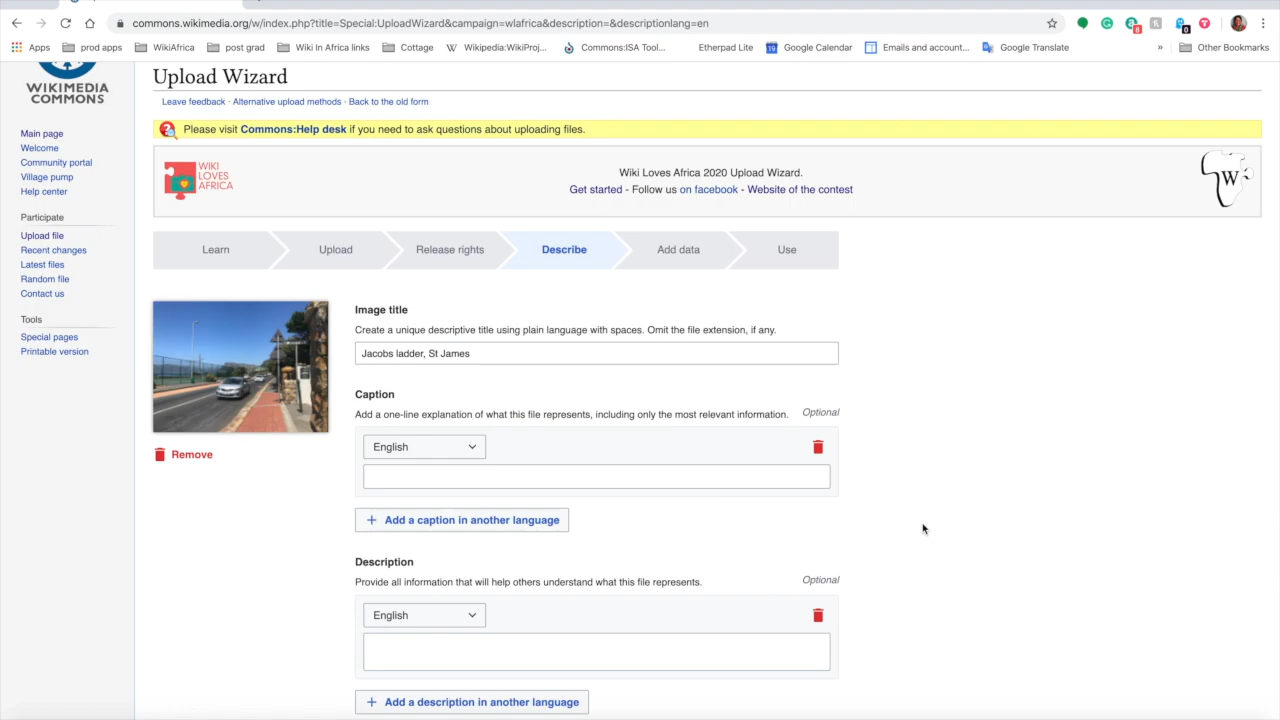 commons.wikimedia.org/w/index.php?title=Special:UploadWizard&campaign=wlafrica&description=&descriptionlang=en
8
0
Apps prod apps WikiAfrica post grad Wiki In Africa links Cottage Wikipedia:WikiProj... Commons:ISA Tool... Etherpad Lite 19 Google Calendar Emails and account... Google Translate » Other Bookmarks
WIKIMEDIA
COMMONS
Main page
Welcome
Community portal
Village pump
Help center
Participate
Upload file
Recent changes
Latest files
Random file
Contact us
Tools
Special pages
Printable version
Upload Wizard
Leave feedback · Alternative upload methods · Back to the old form
Please visit Commons:Help desk if you need to ask questions about uploading files.
WIKI
LOVES
AFRICA
Wiki Loves Africa 2020 Upload Wizard.
Get started - Follow us on facebook - Website of the contest
W
Learn Upload Release rights Describe Add data Use
Remove
Image title
Create a unique descriptive title using plain language with spaces. Omit the file extension, if any.
Jacobs ladder, St James
Caption
Add a one-line explanation of what this file represents, including only the most relevant information. Optional
English
+ Add a caption in another language
Description
Provide all information that will help others understand what this file represents. Optional
English
+ Add a description in another language